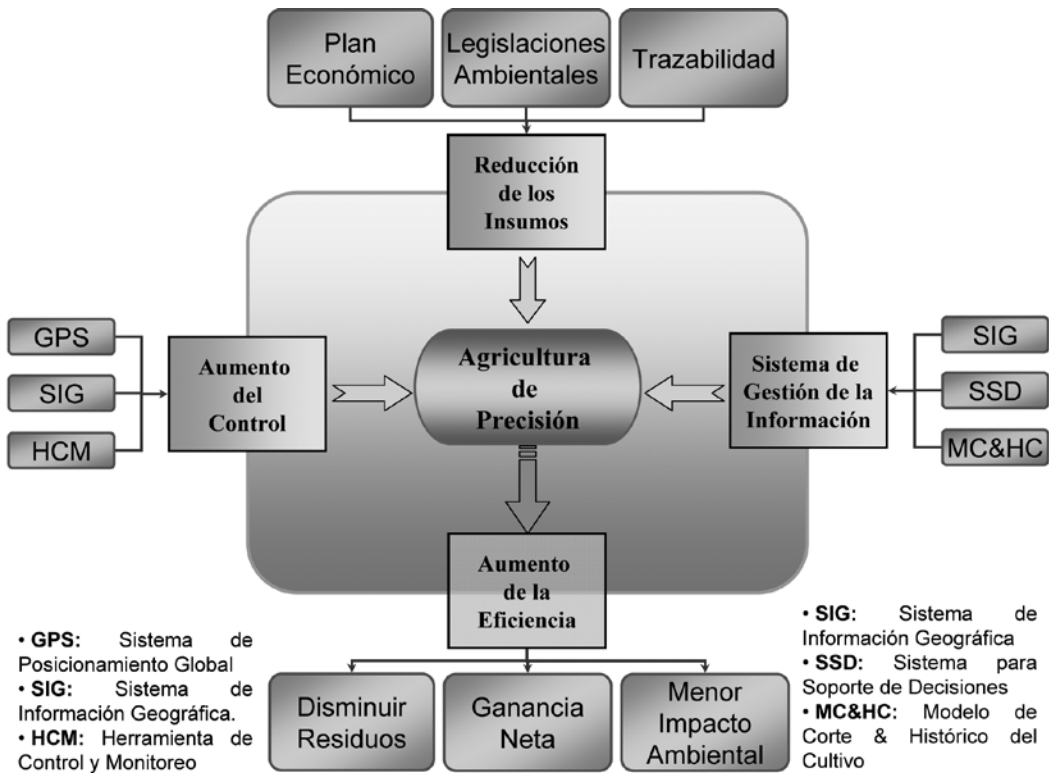 Plan
Económico
Legislaciones
Ambientales
Trazabilidad
Reducción
de los
Insumos
GPS
SIG
HCM
Aumento
del
Control
Agricultura
de
Precisión
Sistema de
Gestión de la
Información
SIG
SSD
MC&HC
Aumento
de la
Eficiencia
• GPS: Sistema de
Posicionamiento Global
• SIG: Sistema de
Información Geográfica.
• HCM: Herramienta de
Control y Monitoreo
Disminuir
Residuos
Ganancia
Neta
Menor
Impacto
Ambiental
• SIG: Sistema de
Información Geográfica
• SSD: Sistema para
Soporte de Decisiones
• MC&HC: Modelo de
Corte & Histórico del
Cultivo